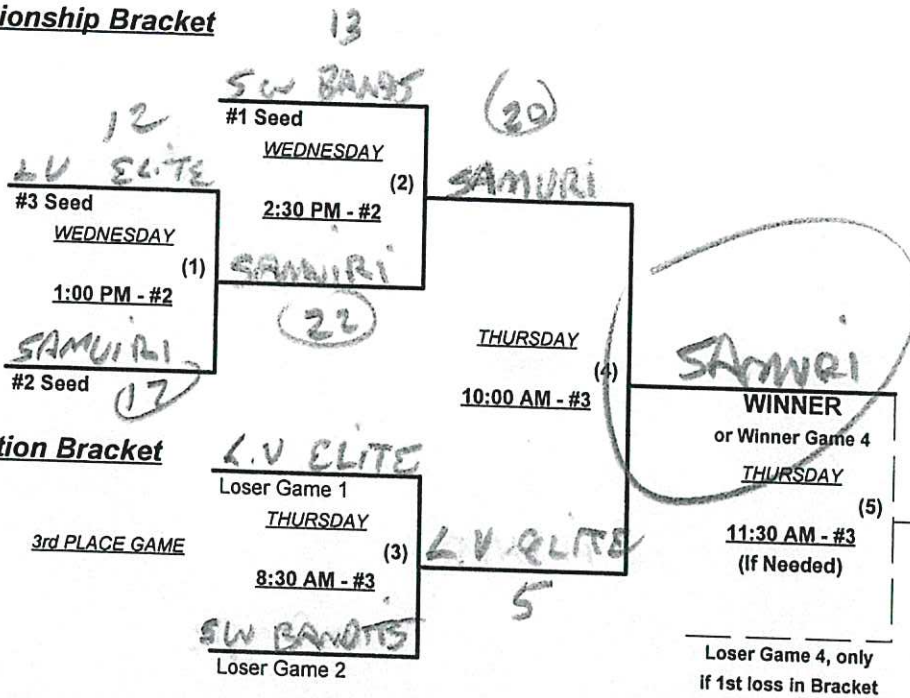 ionship Bracket
13
SW BANDS
#1 Seed
WEDNESDAY
(2)
2:30 PM - #2
SAMUIRI
22
12
LV ELITE
#3 Seed
WEDNESDAY
(1)
1:00 PM - #2
SAMUIRI
#2 Seed
17
20
SAMURI
THURSDAY
(4)
10:00 AM - #3
SAMURI
WINNER
or Winner Game 4
THURSDAY
(5)
11:30 AM - #3
(If Needed)
Loser Game 4, only
if 1st loss in Bracket
tion Bracket
3rd PLACE GAME
L.V ELITE
Loser Game 1
THURSDAY
(3)
8:30 AM - #3
SW BANDITS
Loser Game 2
L.V ELITE
5